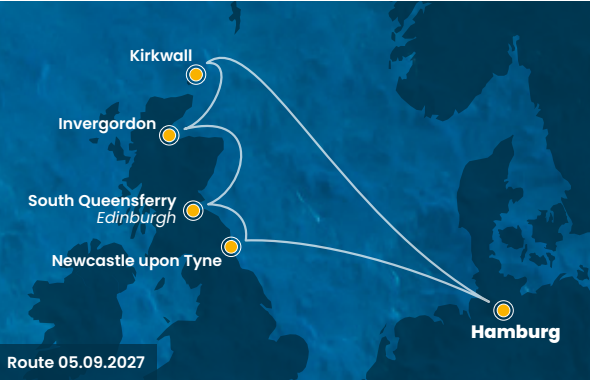 Kirkwall
Invergordon
South Queensferry
Edinburgh
Newcastle upon Tyne
Hamburg
Route 05.09.2027